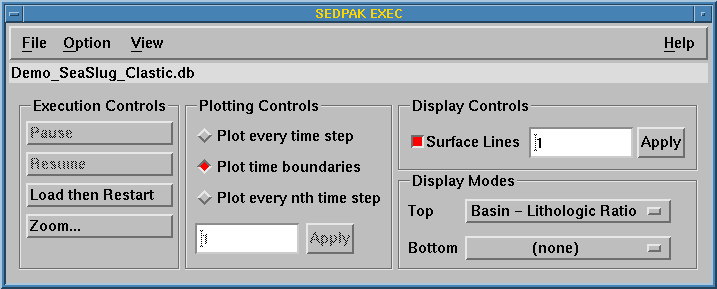 SEDPAK EXEC
File Option View Help
Demo_SeaSlug_Clastic.db
Execution Controls
Pause
Resume
Load then Restart
Zoom...
Plotting Controls
Plot every time step
Plot time boundaries
Plot every nth time step
1 Apply
Display Controls
Surface Lines 1 Apply
Display Modes
Top Basin - Lithologic Ratio
Bottom (none)